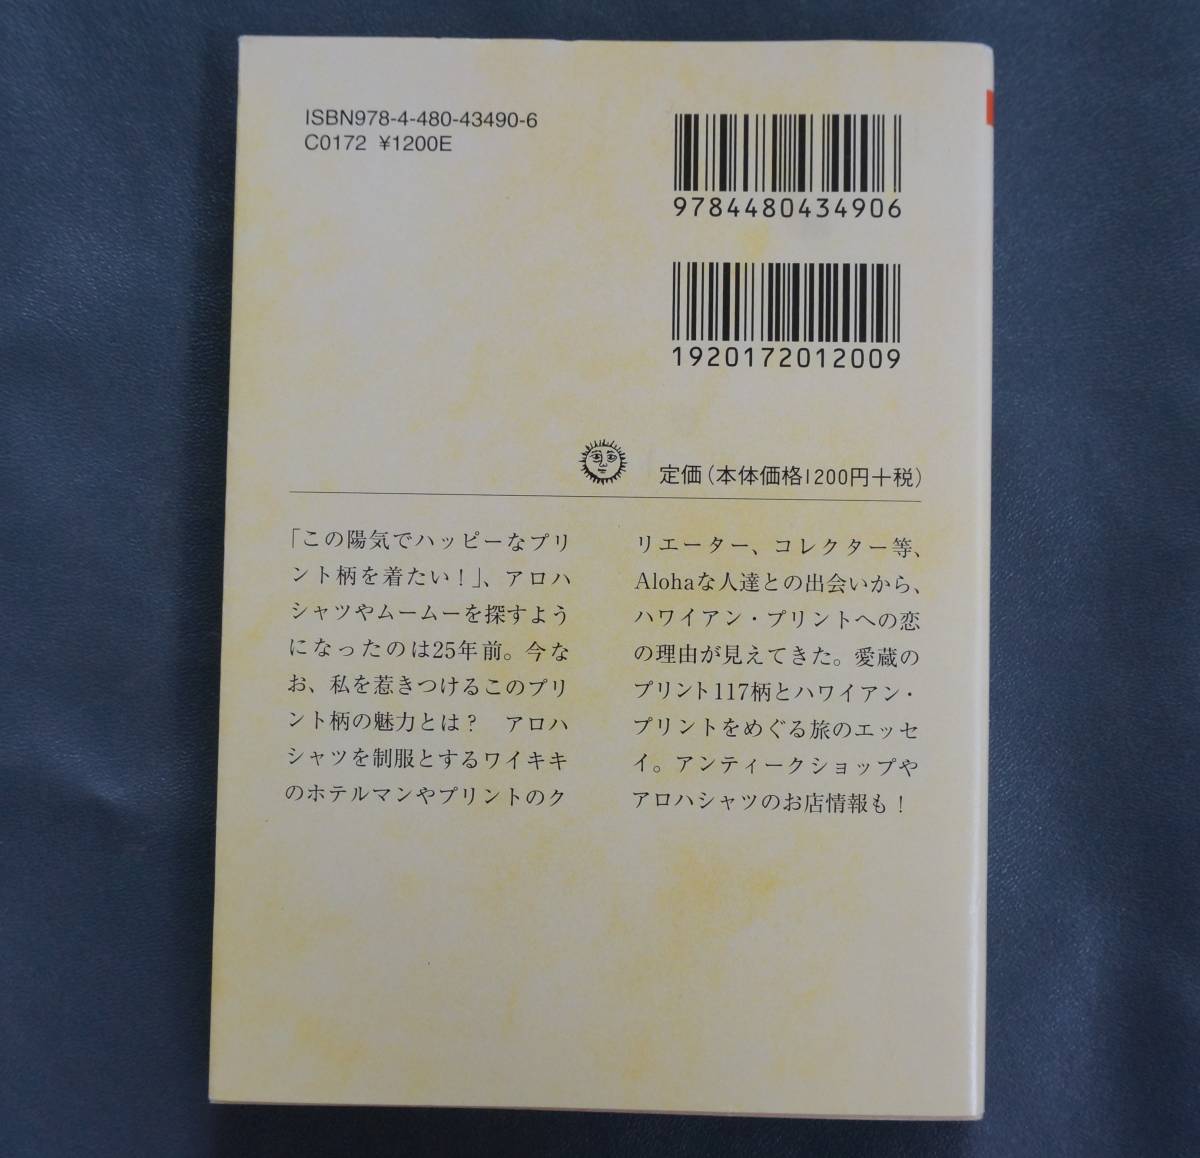 ISBN978-4-480-43490-6
C0172 ¥1200E
9784480434906
1920172012009
定価(本体価格1200円+税)
「この陽気でハッピーなプリ
ント柄を着たい!」、アロハ
シャツやムームーを探すよう
になったのは25年前。今な
お、私を惹きつけるこのプリ
ント柄の魅力とは? アロハ
シャツを制服とするワイキキ
のホテルマンやプリントのク
リエーター、コレクター等、
Alohaな人達との出会いから、
ハワイアン・プリントへの恋
の理由が見えてきた。愛蔵の
プリント117柄とハワイアン・
プリントをめぐる旅のエッセ
イ。アンティークショップや
アロハシャツのお店情報も!